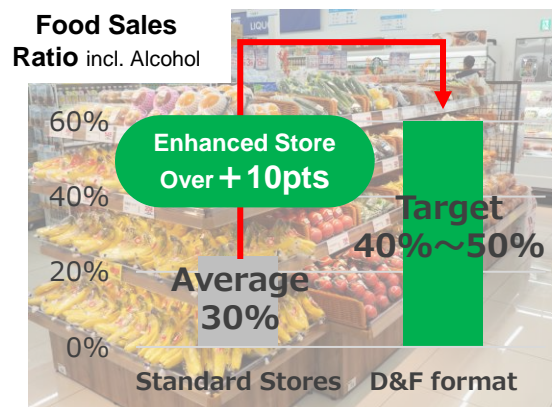 Food Sales
Ratio incl. Alcohol
60%
Enhanced Store
Over ＋10pts
40%
Target
40%～50%
20%
Average
30%
0%
Standard Stores
D&F format